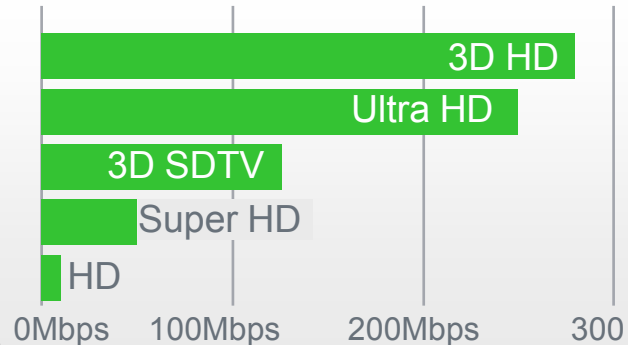 3D HD
Ultra HD
3D SDTV
Super HD
HD
0Mbps 100Mbps 200Mbps 300